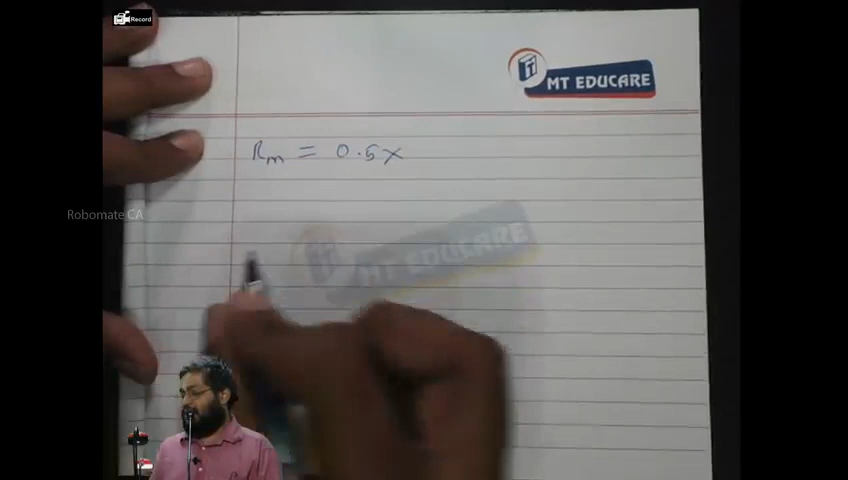 Record
MT EDUCARE
Rm = 0.5x
Robomate CA
MT EDUCARE